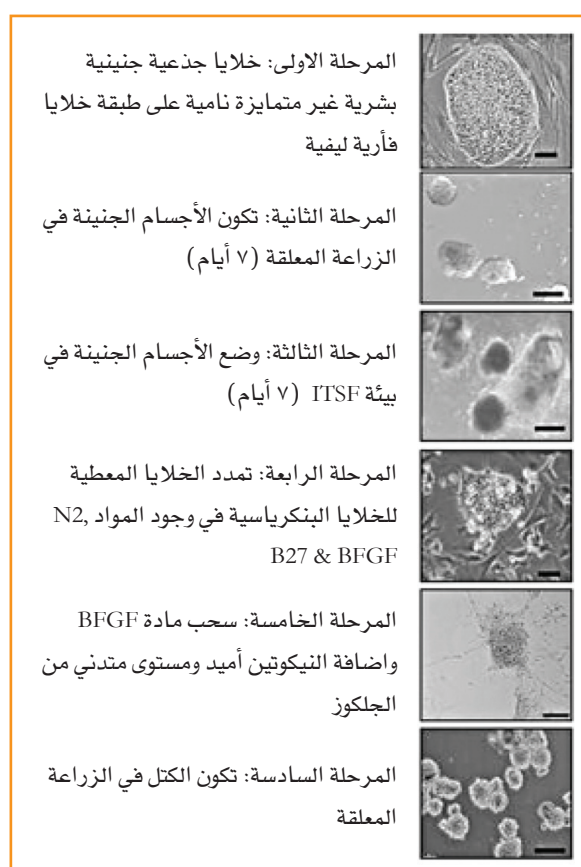 المرحلة الاولى: خلايا جذعية جنينية
بشرية غير متمايزة نامية على طبقة خلايا
فأرية ليفية
المرحلة الثانية: تكون الأجسام الجنينة في
الزراعة المعلقة (٧ أيام)
المرحلة الثالثة: وضع الأجسام الجنينة في
بيئة ITSF (٧ أيام)
المرحلة الرابعة: تمدد الخلايا المعطية
للخلايا البنكرياسية في وجود المواد N2,
B27 & BFGF
المرحلة الخامسة: سحب مادة BFGF
واضافة النيكوتين أميد ومستوى متدني من
الجلكوز
المرحلة السادسة: تكون الكتل في الزراعة
المعلقة